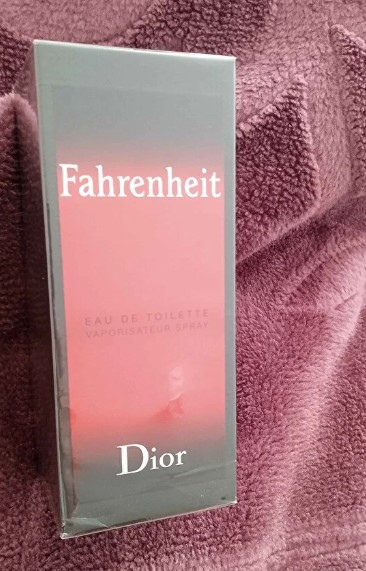 Fahrenheit
EAU DE TOILETTE
VAPORISATEUR SPRAY
Dior